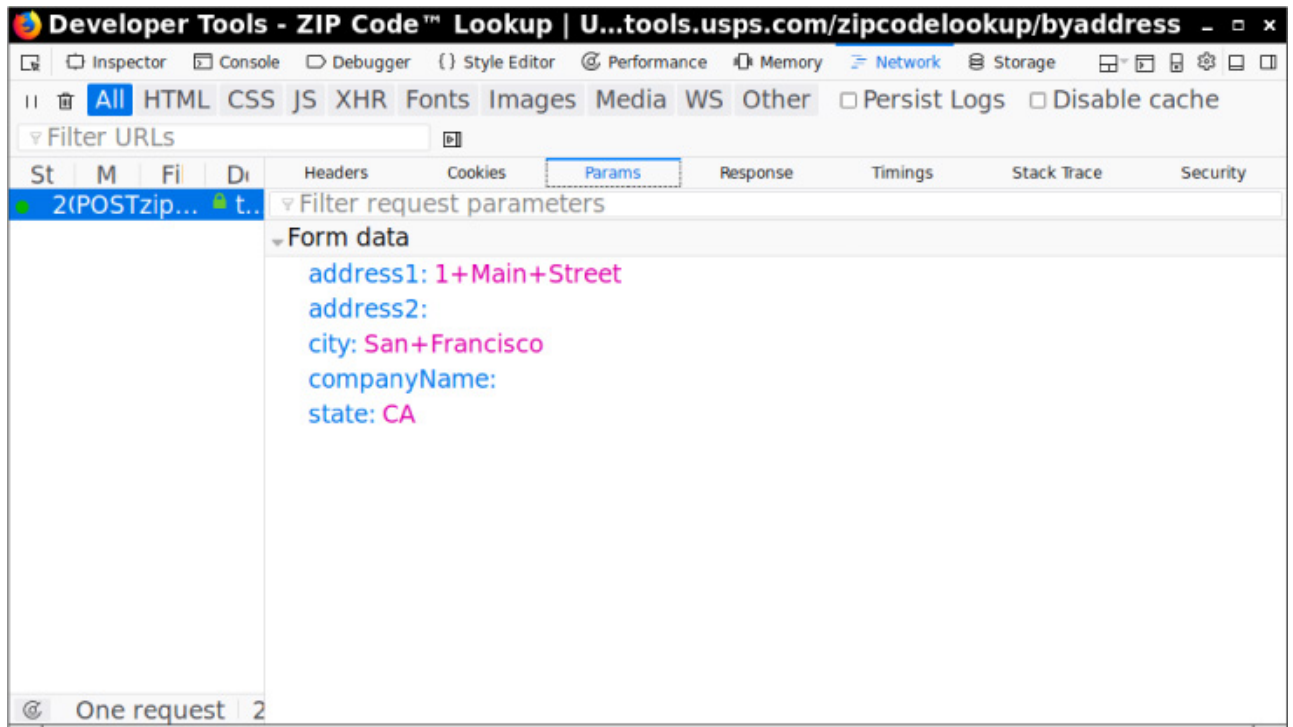 Developer Tools - ZIP Code™ Lookup | U...tools.usps.com/zipcodelookup/byaddress
Inspector Console Debugger {} Style Editor Performance Memory Network Storage
All HTML CSS JS XHR Fonts Images Media WS Other Persist Logs Disable cache
Filter URLs
St M Fi D Headers Cookies Params Response Timings Stack Trace Security
2( POST zip... t.. Filter request parameters
Form data
address1: 1+Main+Street
address2:
city: San+Francisco
companyName:
state: CA
One request 2